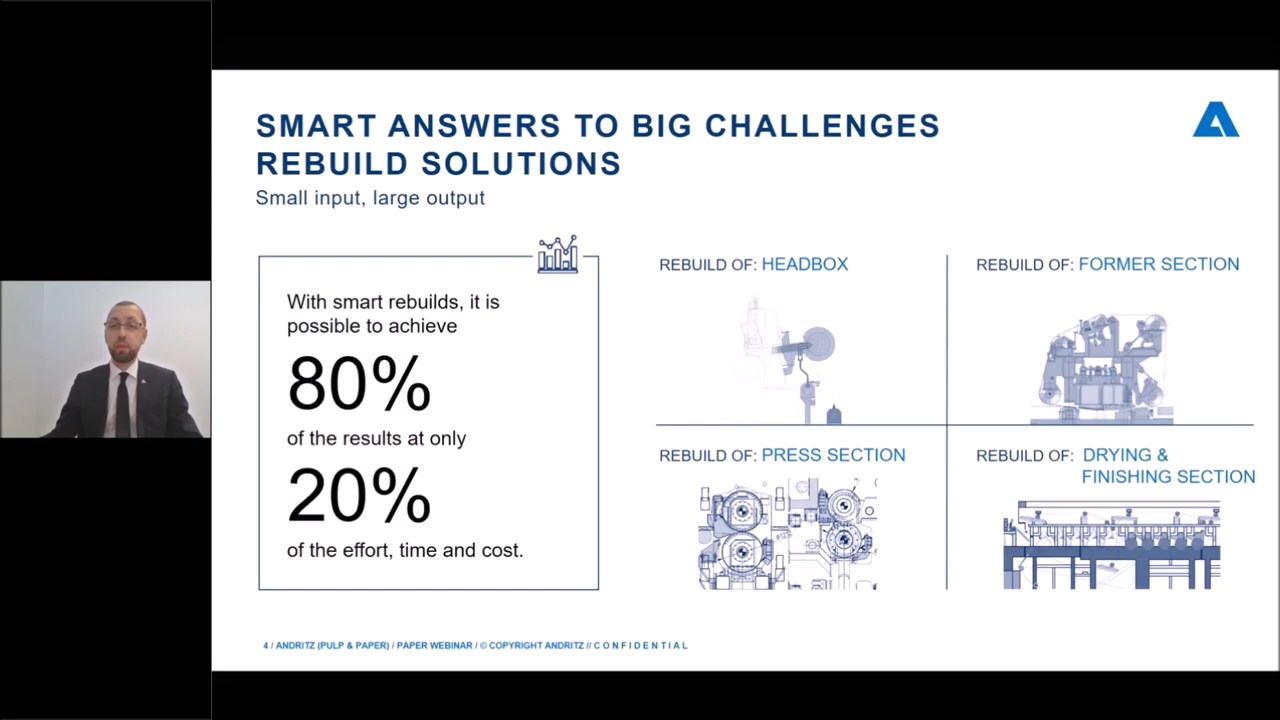 SMART ANSWERS TO BIG CHALLENGES
REBUILD SOLUTIONS
Small input, large output
With smart rebuilds, it is
possible to achieve
80%
of the results at only
20%
of the effort, time and cost.
REBUILD OF: HEADBOX
REBUILD OF: FORMER SECTION
REBUILD OF: PRESS SECTION
REBUILD OF: DRYING &
FINISHING SECTION
4 / ANDRITZ (PULP & PAPER) / PAPER WEBINAR / © COPYRIGHT ANDRITZ // CONFIDENTIAL